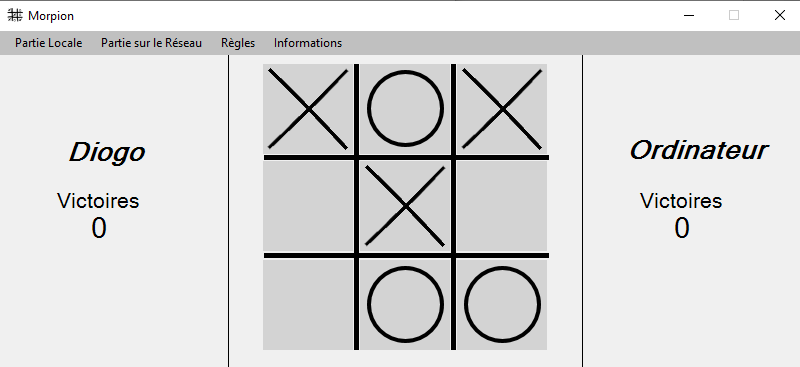 Morpion
Partie Locale Partie sur le Réseau Règles Informations
Diogo
Victoires
0
Ordinateur
Victoires
0